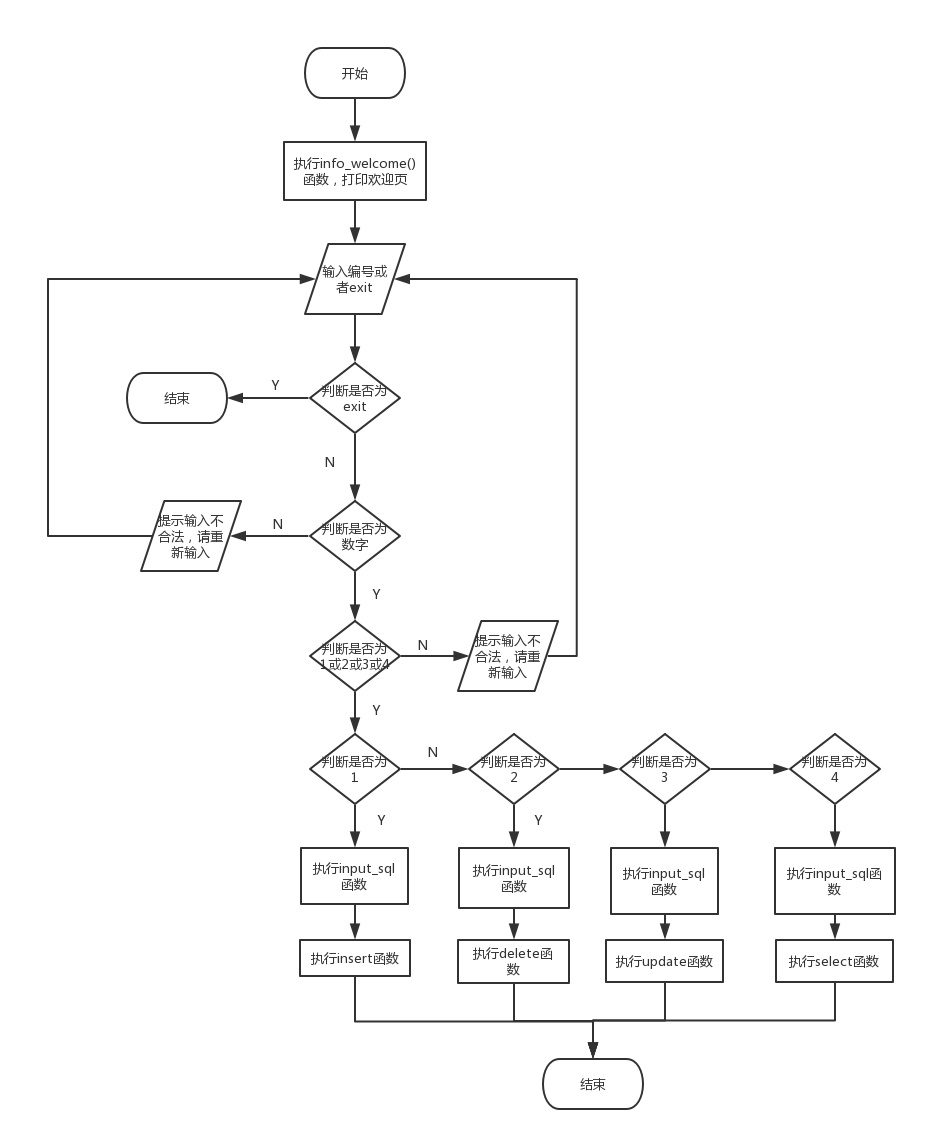 开始
执行info_welcome()
函数，打印欢迎页
输入编号或
者exit
判断是否为
exit
Y
结束
N
判断是否为
数字
N
提示输入不
合法，请重
新输入
Y
判断是否为
1或2或3或4
N
提示输入不
合法，请重
新输入
Y
判断是否为
1
N
判断是否为
2
判断是否为
3
判断是否为
4
Y
Y
执行input_sql
函数
执行input_sql
函数
执行input_sql
函数
执行input_sql函
数
执行insert函数
执行delete函
数
执行update函数
执行select函数
结束